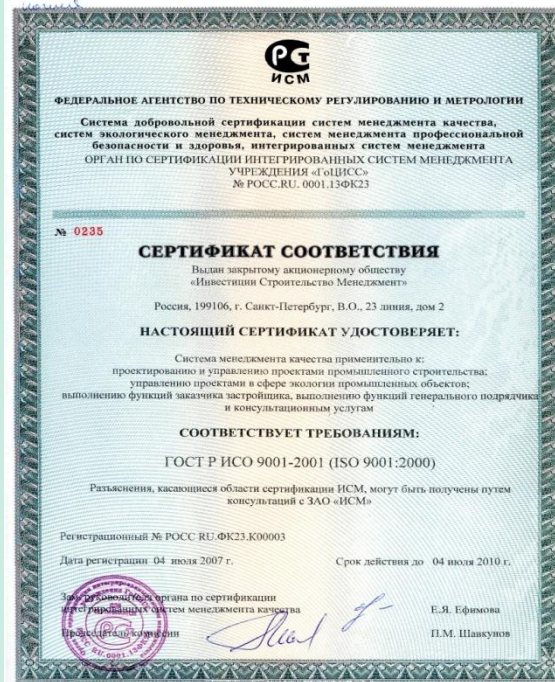 копия
РСТ
ИСМ
ФЕДЕРАЛЬНОЕ АГЕНТСТВО ПО ТЕХНИЧЕСКОМУ РЕГУЛИРОВАНИЮ И МЕТРОЛОГИИ
Система добровольной сертификации систем менеджмента качества,
систем экологического менеджмента, систем менеджмента профессиональной
безопасности и здоровья, интегрированных систем менеджмента
ОРГАН ПО СЕРТИФИКАЦИИ ИНТЕГРИРОВАННЫХ СИСТЕМ МЕНЕДЖМЕНТА
УЧРЕЖДЕНИЯ «ГоЦИСС»
№ РОСС.RU. 0001.13ФК23
№ 0235
СЕРТИФИКАТ СООТВЕТСТВИЯ
Выдан закрытому акционерному обществу
«Инвестиции Строительство Менеджмент»
Россия, 199106, г. Санкт-Петербург, В.О., 23 линия, дом 2
НАСТОЯЩИЙ СЕРТИФИКАТ УДОСТОВЕРЯЕТ:
Система менеджмента качества применительно к:
проектированию и управлению проектами промышленного строительства;
управлению проектами в сфере экологии промышленных объектов;
выполнению функций заказчика застройщика, выполнению функций генерального подрядчика
и консультационным услугам
СООТВЕТСТВУЕТ ТРЕБОВАНИЯМ:
ГОСТ Р ИСО 9001-2001 (ISO 9001:2000)
Разъяснения, касающиеся области сертификации ИСМ, могут быть получены путем
консультаций с ЗАО «ИСМ»
Регистрационный № РОСС RU.ФК23.К00003
Дата регистрации 04 июля 2007 г. Срок действия до 04 июля 2010 г.
Зам. руководителя органа по сертификации
интегрированных систем менеджмента качества Е.Я. Ефимова
Председатель комиссии П.М. Шавкунов